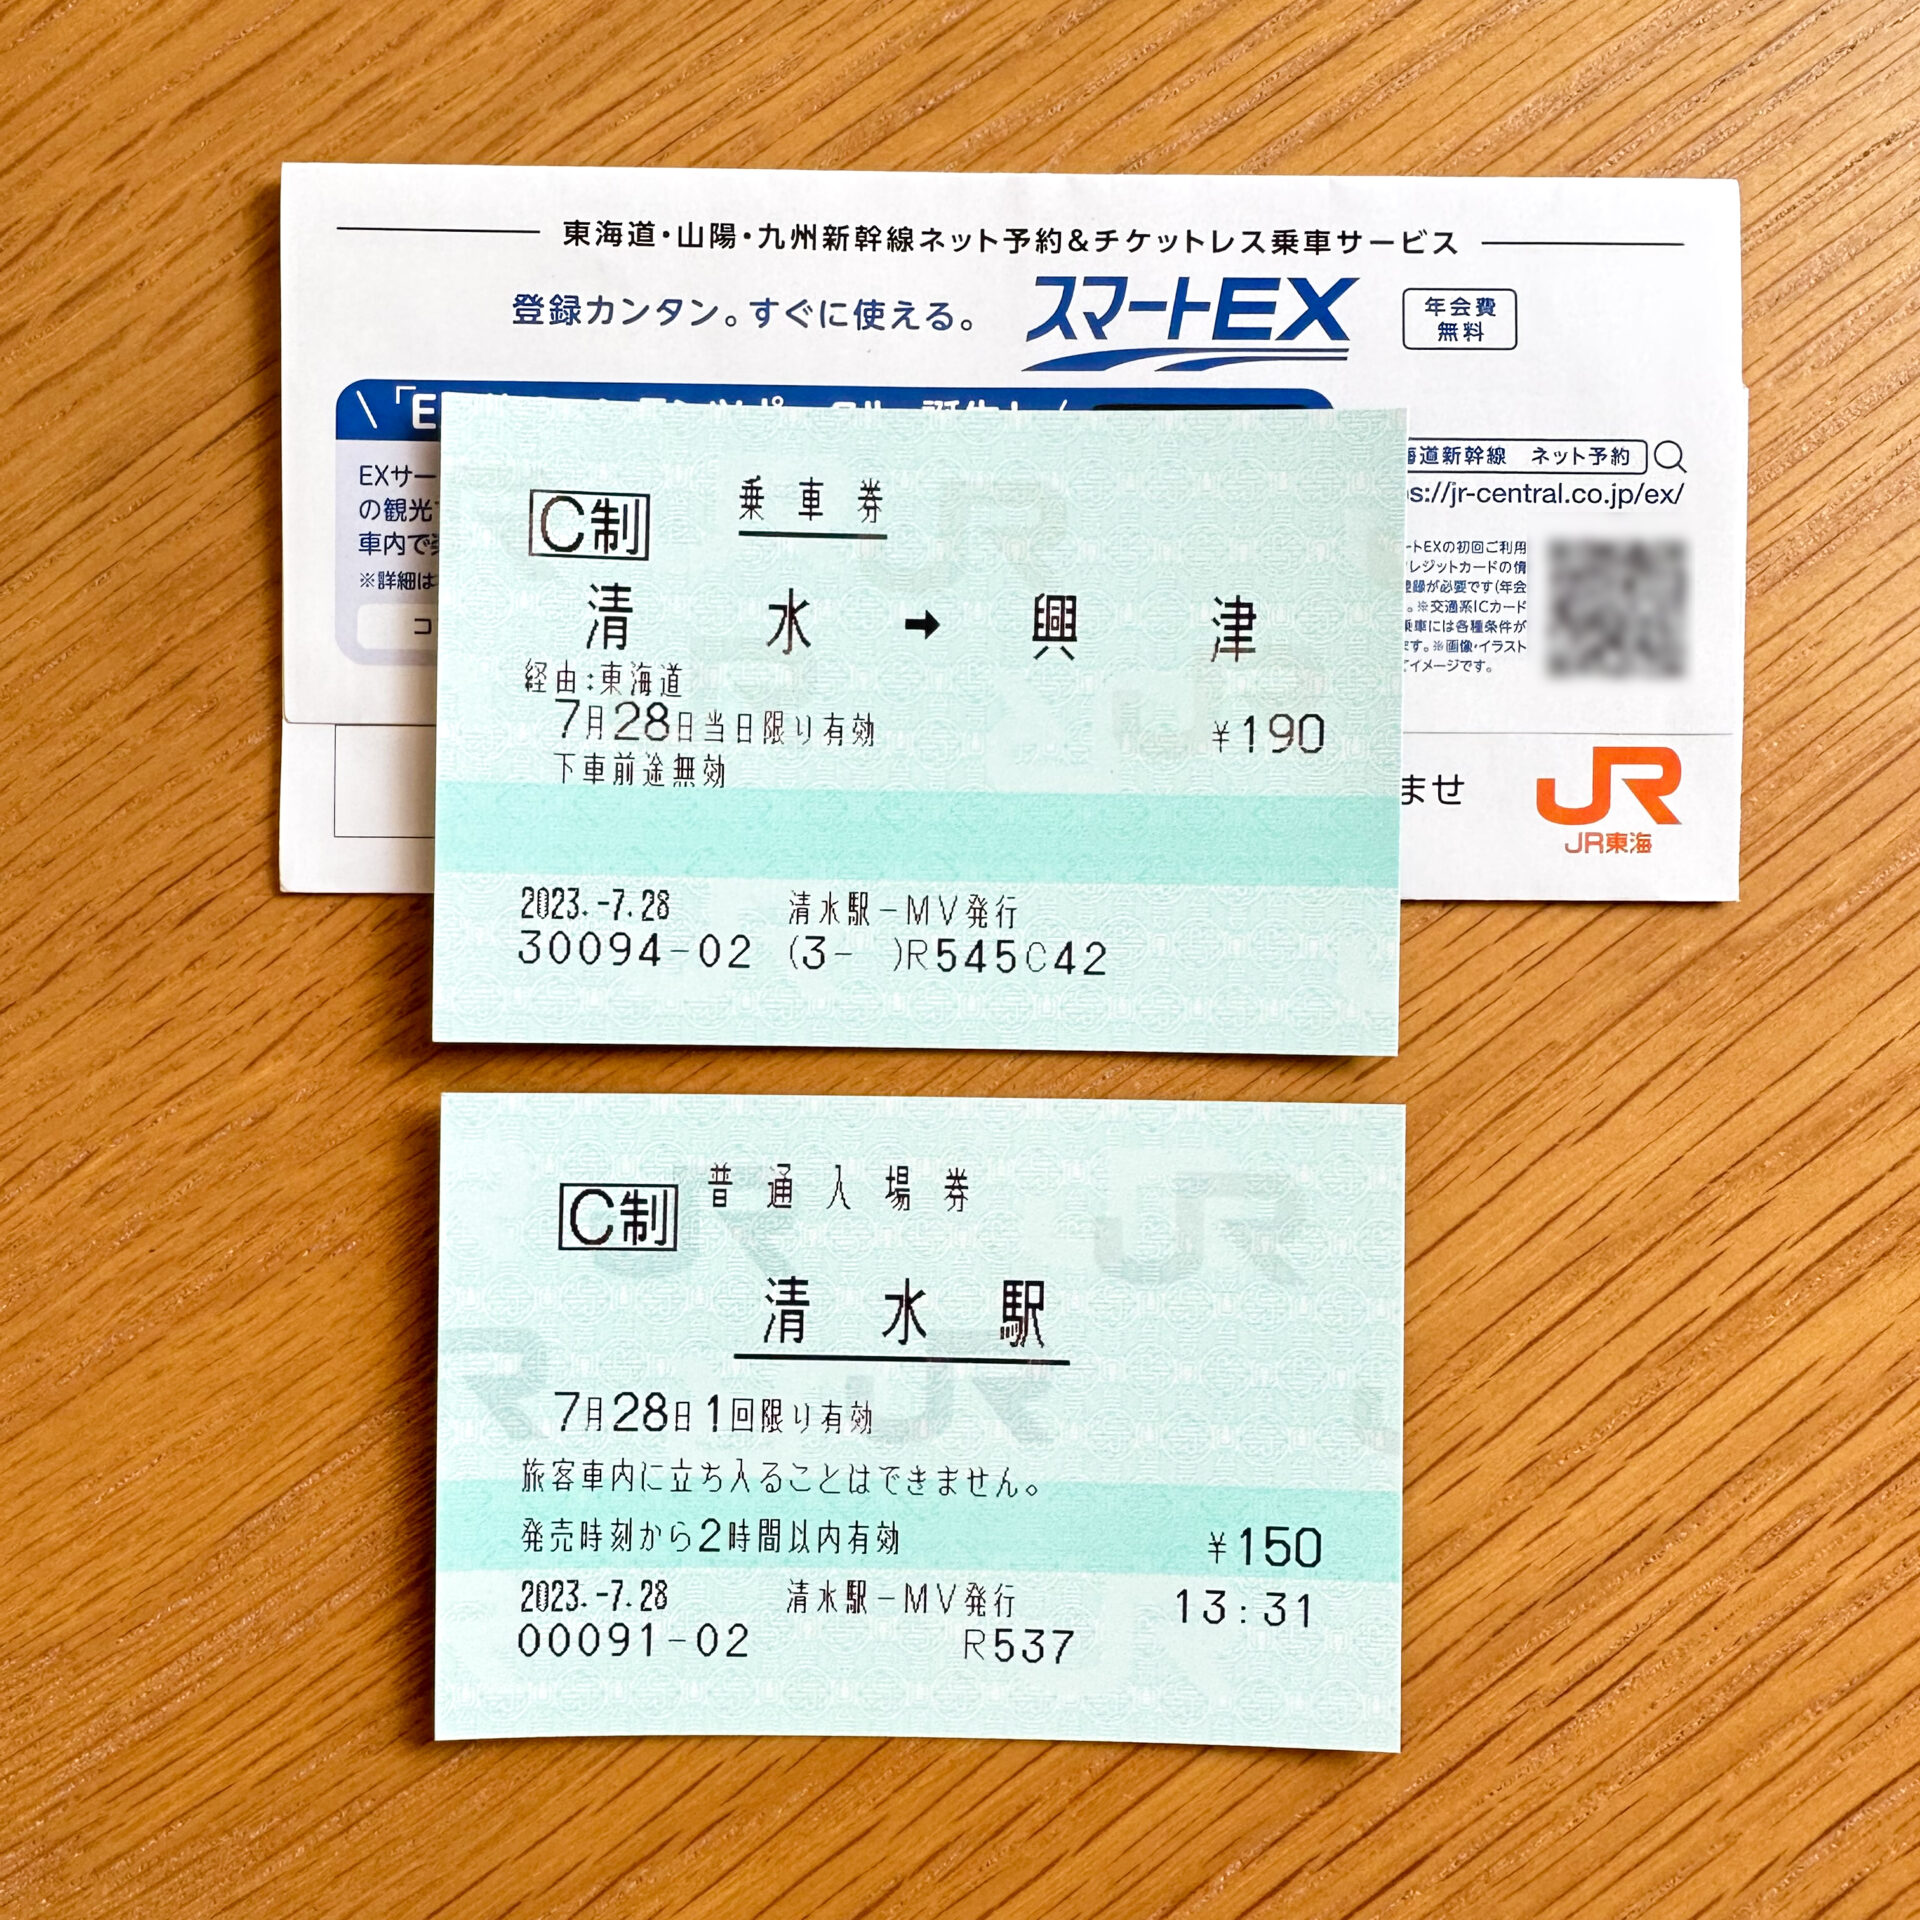 東海道・山陽・九州新幹線ネット予約&チケットレス乗車サービス
登録カンタン。すぐに使える。
スマートEX
年会費
無料
\「E
EXサー
の観光
車内で
※詳細は
コ
道新幹線 ネット予約
s://jr-central.co.jp/ex/
ートEXの初回ご利用
レジットカードの情
登録が必要です(年会
。※交通系ICカード
乗車には各種条件が
ます。※画像・イラスト
イメージです。
ませ
JR
JR東海
C制
乗車券
清水➡興津
経由:東海道
7月28日当日限り有効
¥190
下車前途無効
2023.-7.28 清水駅-MV発行
30094-02 (3- )R545C42
C制
普通入場券
清水駅
7月28日1回限り有効
旅客車内に立ち入ることはできません。
発売時刻から2時間以内有効
¥150
2023.-7.28 清水駅-MV発行 13:31
00091-02 R537